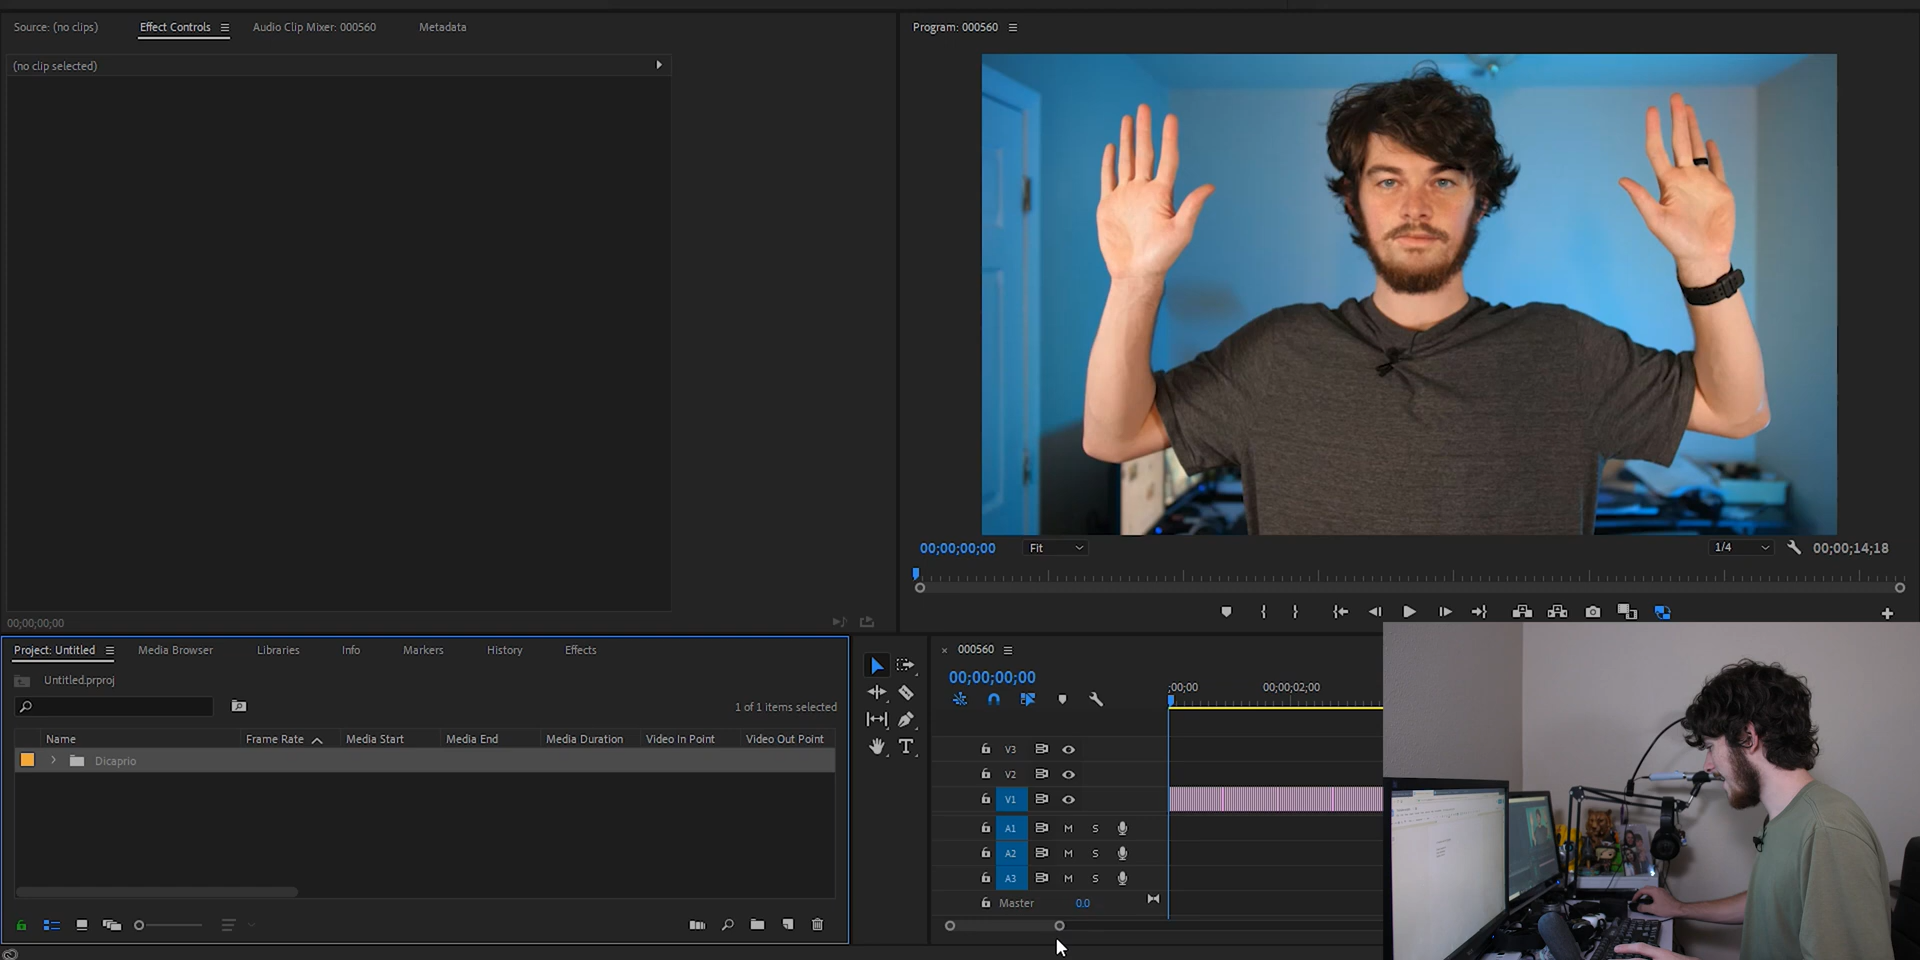 Source: (no clips) Effect Controls Audio Clip Mixer: 000560 Metadata
Program: 000560
(no clip selected)
00;00;00;00 Fit 1/4 00;00;14;18
00;00;00;00
Project: Untitled Media Browser Libraries Info Markers History Effects
000560
Untitled.prproj
00;00;00;00
1 of 1 items selected
;00;00 00;00;02;00
Name Frame Rate Media Start Media End Media Duration Video In Point Video Out Point
Dicaprio
V3
V2
V1
A1 M S
A2 M S
A3 M S
Master 0.0